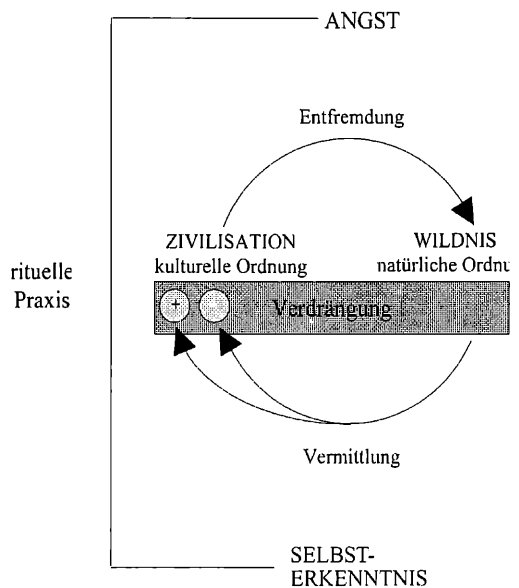 ANGST
Entfremdung
ZIVILISATION
kulturelle Ordnung
WILDNIS
natürliche Ordnu
rituelle
Praxis
+
Verdrängung
Vermittlung
SELBST-
ERKENNTNIS